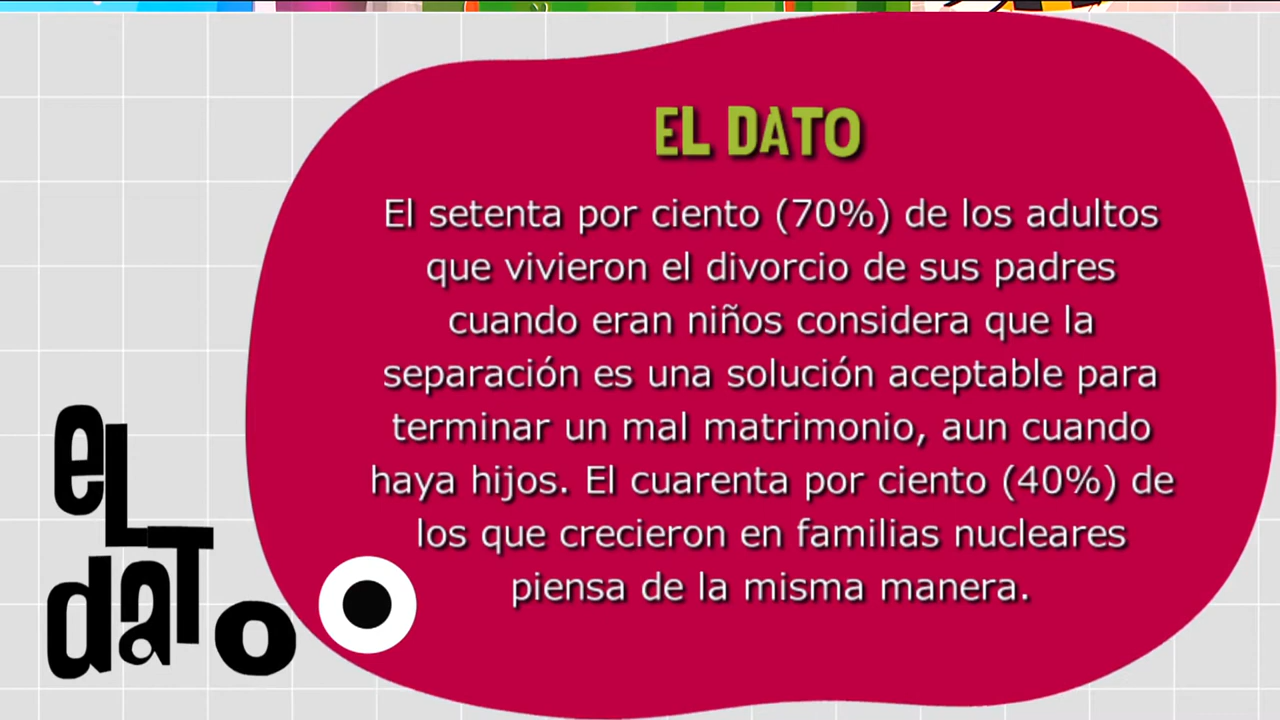 EL DATO
El setenta por ciento (70%) de los adultos
que vivieron el divorcio de sus padres
cuando eran niños considera que la
separación es una solución aceptable para
terminar un mal matrimonio, aun cuando
haya hijos. El cuarenta por ciento (40%) de
los que crecieron en familias nucleares
piensa de la misma manera.
eL
daTo